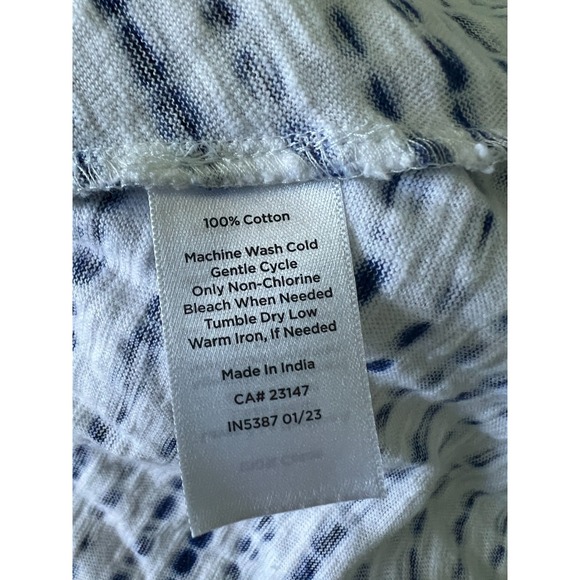 100% Cotton
Machine Wash Cold
Gentle Cycle
Only Non-Chlorine
Bleach When Needed
Tumble Dry Low
Warm Iron, If Needed
Made In India
CA# 23147
IN5387 01/23